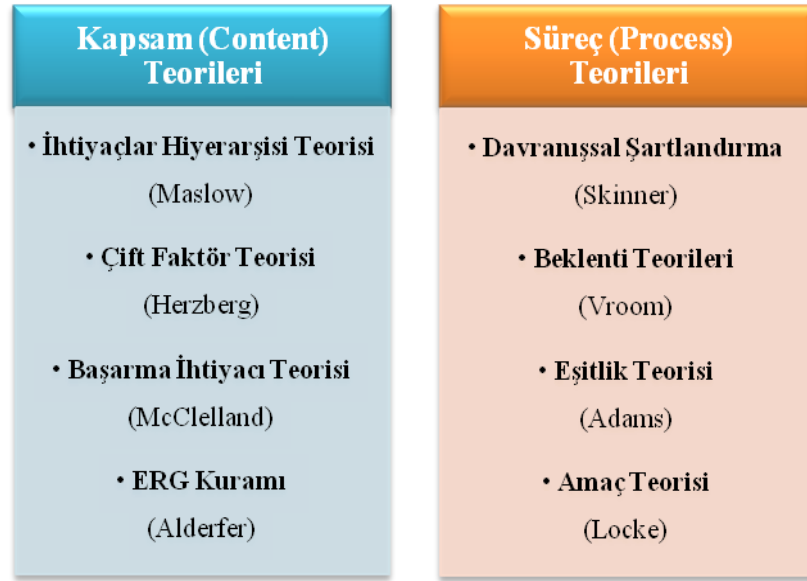 Kapsam (Content)
Teorileri
• İhtiyaçlar Hiyerarşisi Teorisi
(Maslow)
• Çift Faktör Teorisi
(Herzberg)
• Başarma İhtiyacı Teorisi
(McClelland)
• ERG Kuramı
(Alderfer)
Süreç (Process)
Teorileri
• Davranışsal Şartlandırma
(Skinner)
• Beklenti Teorileri
(Vroom)
• Eşitlik Teorisi
(Adams)
• Amaç Teorisi
(Locke)